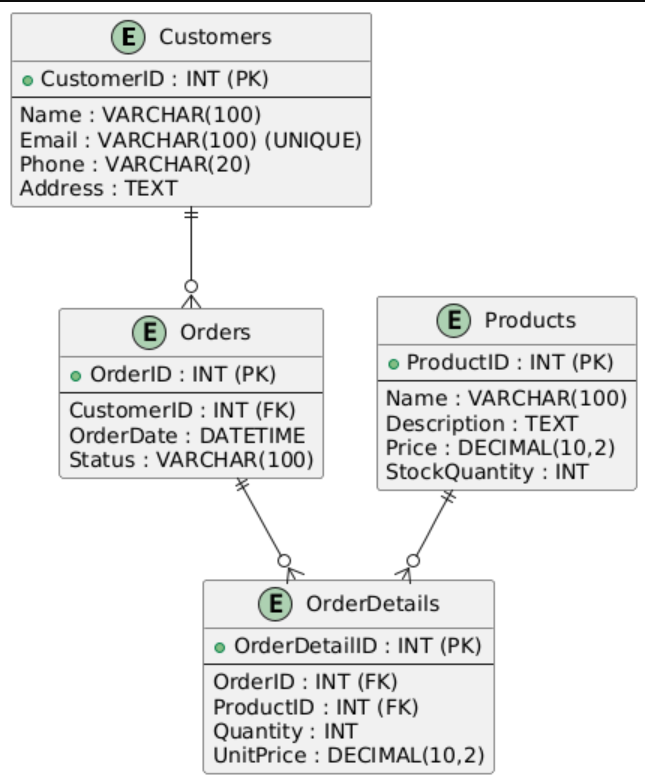 E Customers
CustomerID : INT (PK)
Name : VARCHAR(100)
Email : VARCHAR(100) (UNIQUE)
Phone : VARCHAR(20)
Address : TEXT
E Orders
OrderID : INT (PK)
CustomerID : INT (FK)
OrderDate : DATETIME
Status : VARCHAR(100)
E Products
ProductID : INT (PK)
Name : VARCHAR(100)
Description : TEXT
Price : DECIMAL(10,2)
StockQuantity : INT
E OrderDetails
OrderDetailID : INT (PK)
OrderID : INT (FK)
ProductID : INT (FK)
Quantity : INT
UnitPrice : DECIMAL(10,2)